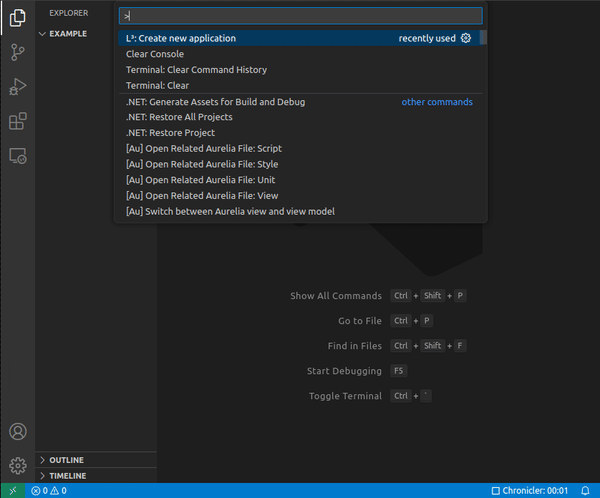 EXPLORER
EXAMPLE
>
L³: Create new application recently used
Clear Console
Terminal: Clear Command History
Terminal: Clear
.NET: Generate Assets for Build and Debug other commands
.NET: Restore All Projects
.NET: Restore Project
[Au] Open Related Aurelia File: Script
[Au] Open Related Aurelia File: Style
[Au] Open Related Aurelia File: Unit
[Au] Open Related Aurelia File: View
[Au] Switch between Aurelia view and view model
Show All Commands Ctrl + Shift + P
Go to File Ctrl + P
Find in Files Ctrl + Shift + F
Start Debugging F5
Toggle Terminal Ctrl + `
OUTLINE
TIMELINE
0 0 Chronicler: 00:01